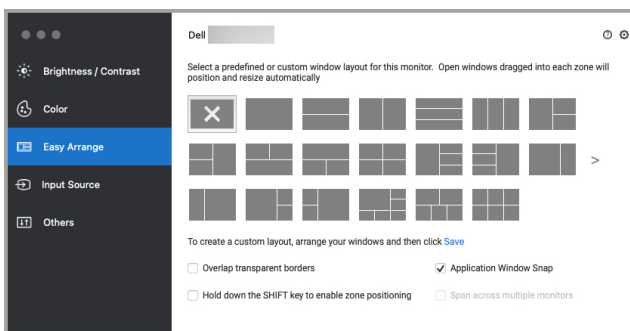 Dell
Brightness / Contrast
Color
Easy Arrange
Input Source
Others
Select a predefined or custom window layout for this monitor. Open windows dragged into each zone will
position and resize automatically
To create a custom layout, arrange your windows and then click Save
Overlap transparent borders
Application Window Snap
Hold down the SHIFT key to enable zone positioning
Span across multiple monitors